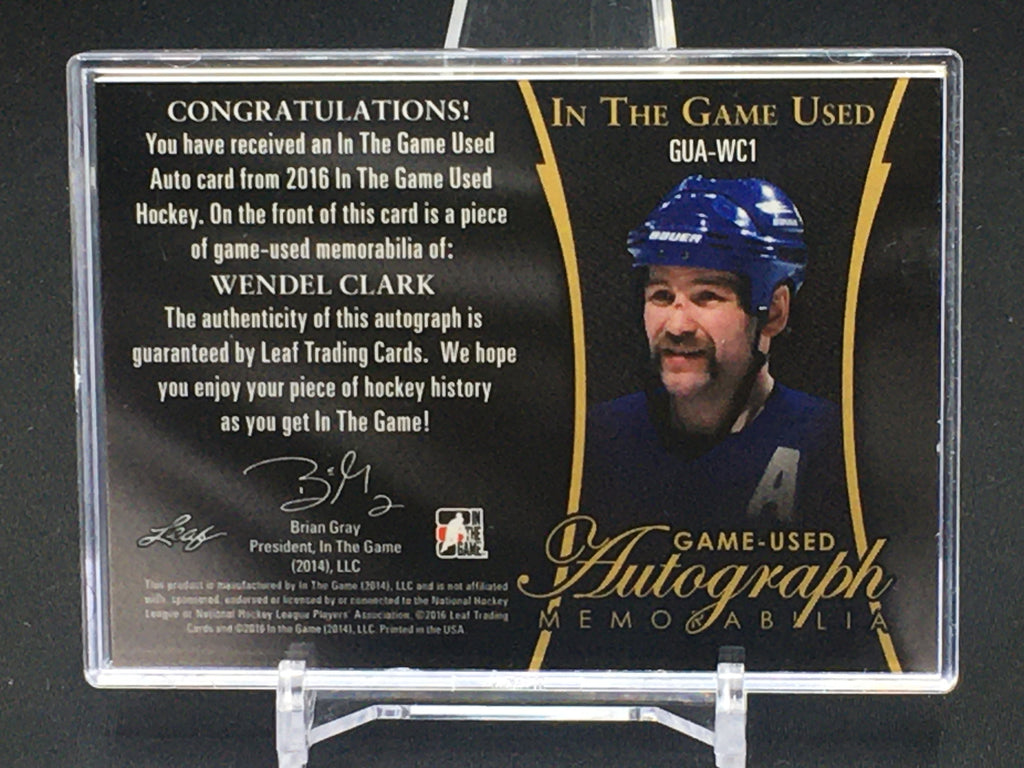 CONGRATULATIONS!
You have received an In The Game Used
Auto card from 2016 In The Game Used
Hockey. On the front of this card is a piece
of game-used memorabilia of:
WENDEL CLARK
The authenticity of this autograph is
guaranteed by Leaf Trading Cards. We hope
you enjoy your piece of hockey history
as you get In The Game!
Brian Gray
President, In The Game
(2014), LLC
Leaf
IN
THE
GAME
This product is manufactured by In The Game (2014), LLC and is not affiliated
with, sponsored, endorsed or licensed by or connected to the National Hockey
League or National Hockey League Players' Association. ©2016 Leaf Trading
Cards and ©2016 In the Game (2014), LLC. Printed in the USA.
IN THE GAME USED
GUA-WC1
BAUER
A
GAME-USED
Autograph
MEMORABILIA